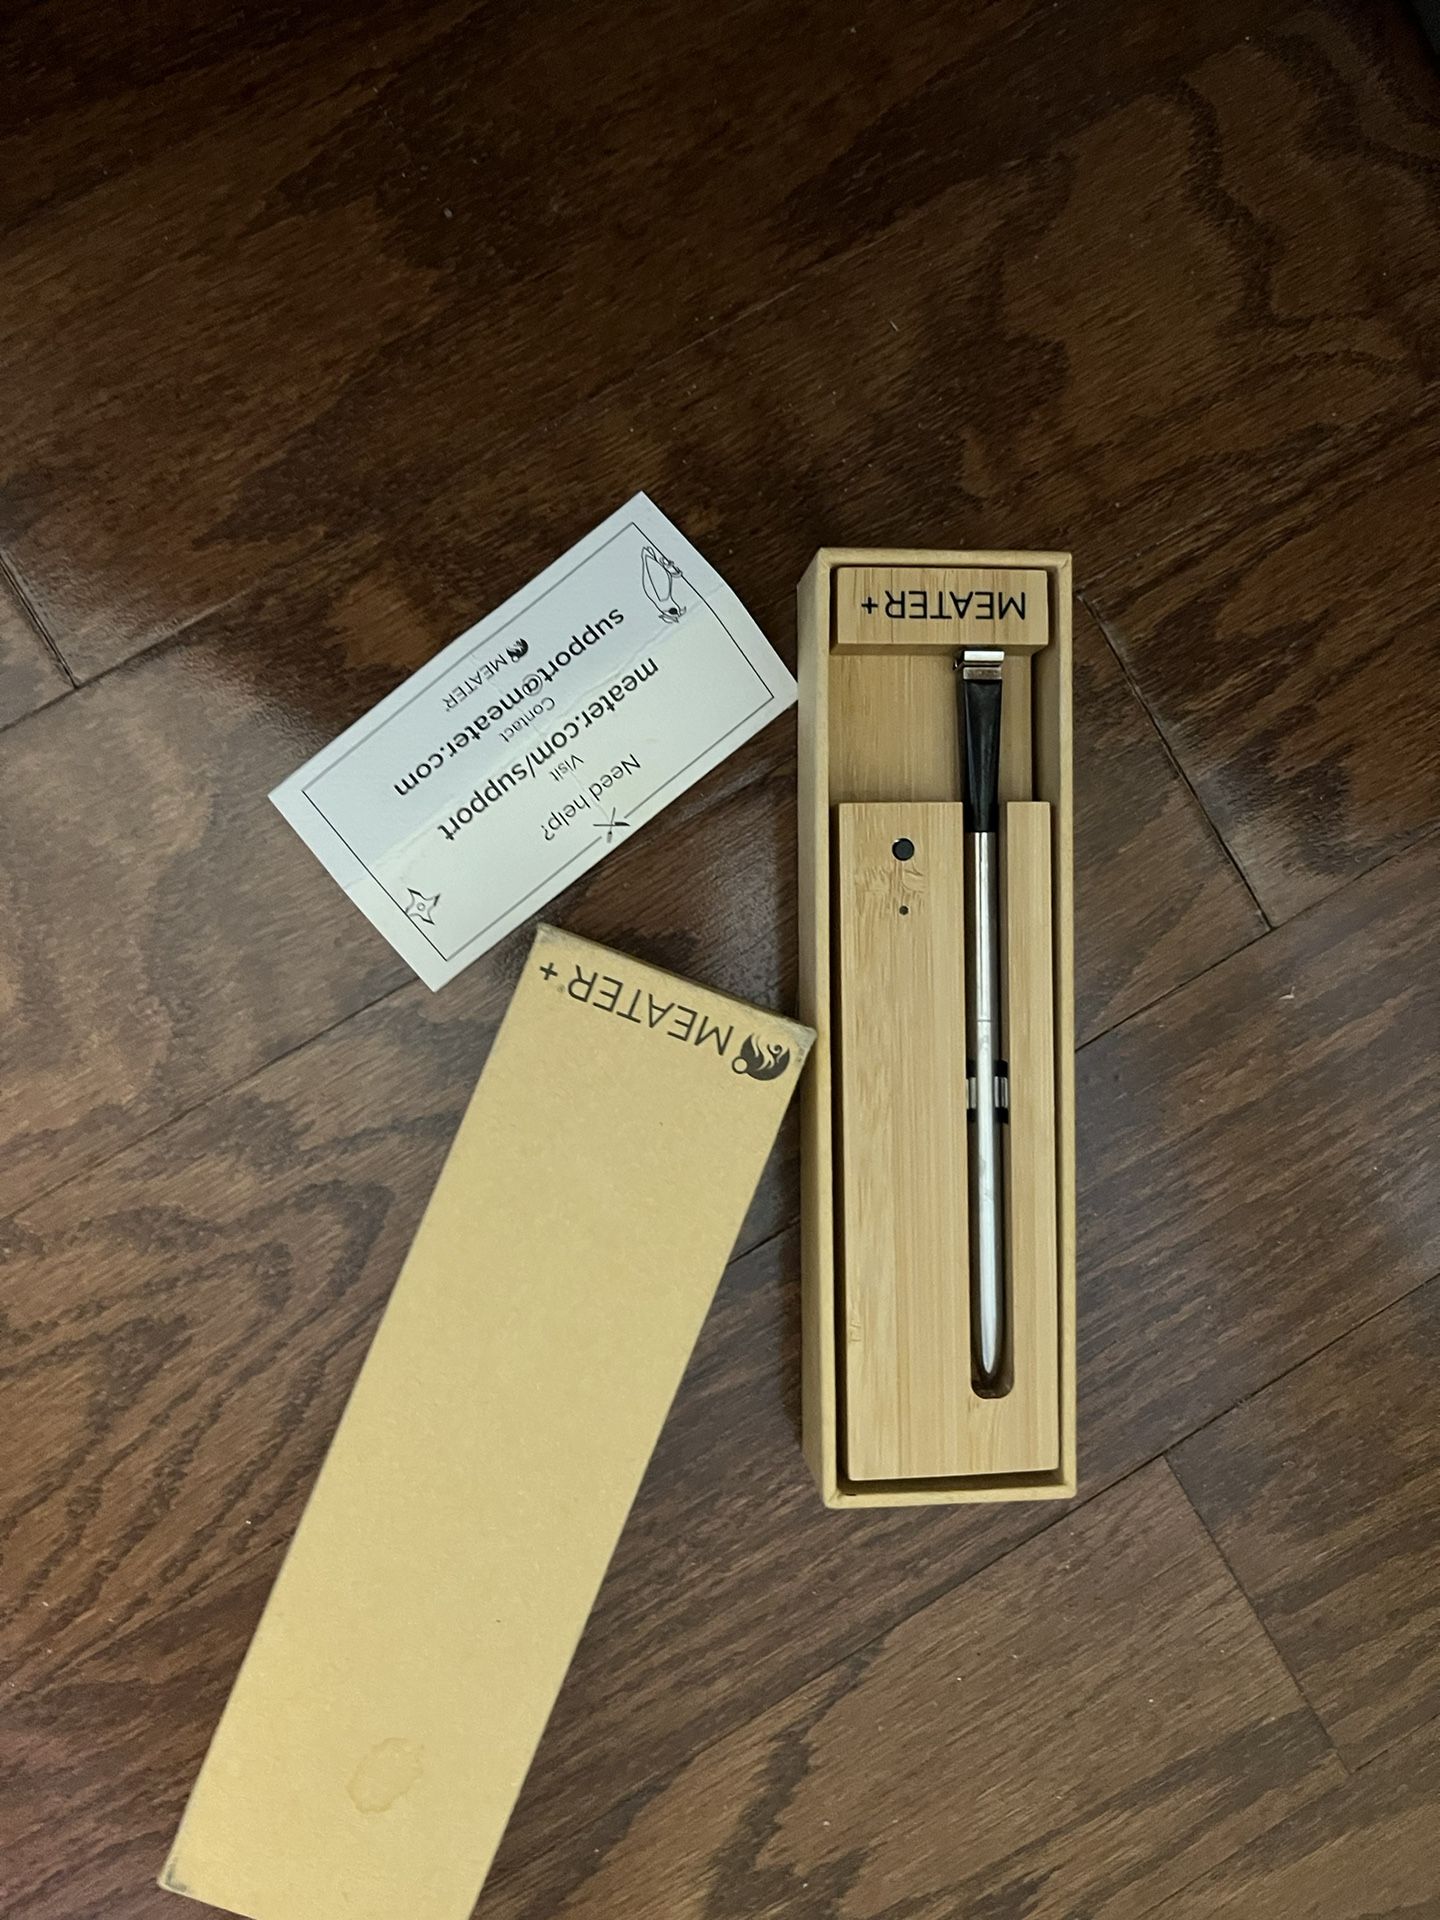 Need help?
Visit
meater.com/support
Contact
support@meater.com
MEATER®
MEATER+
MEATER®+